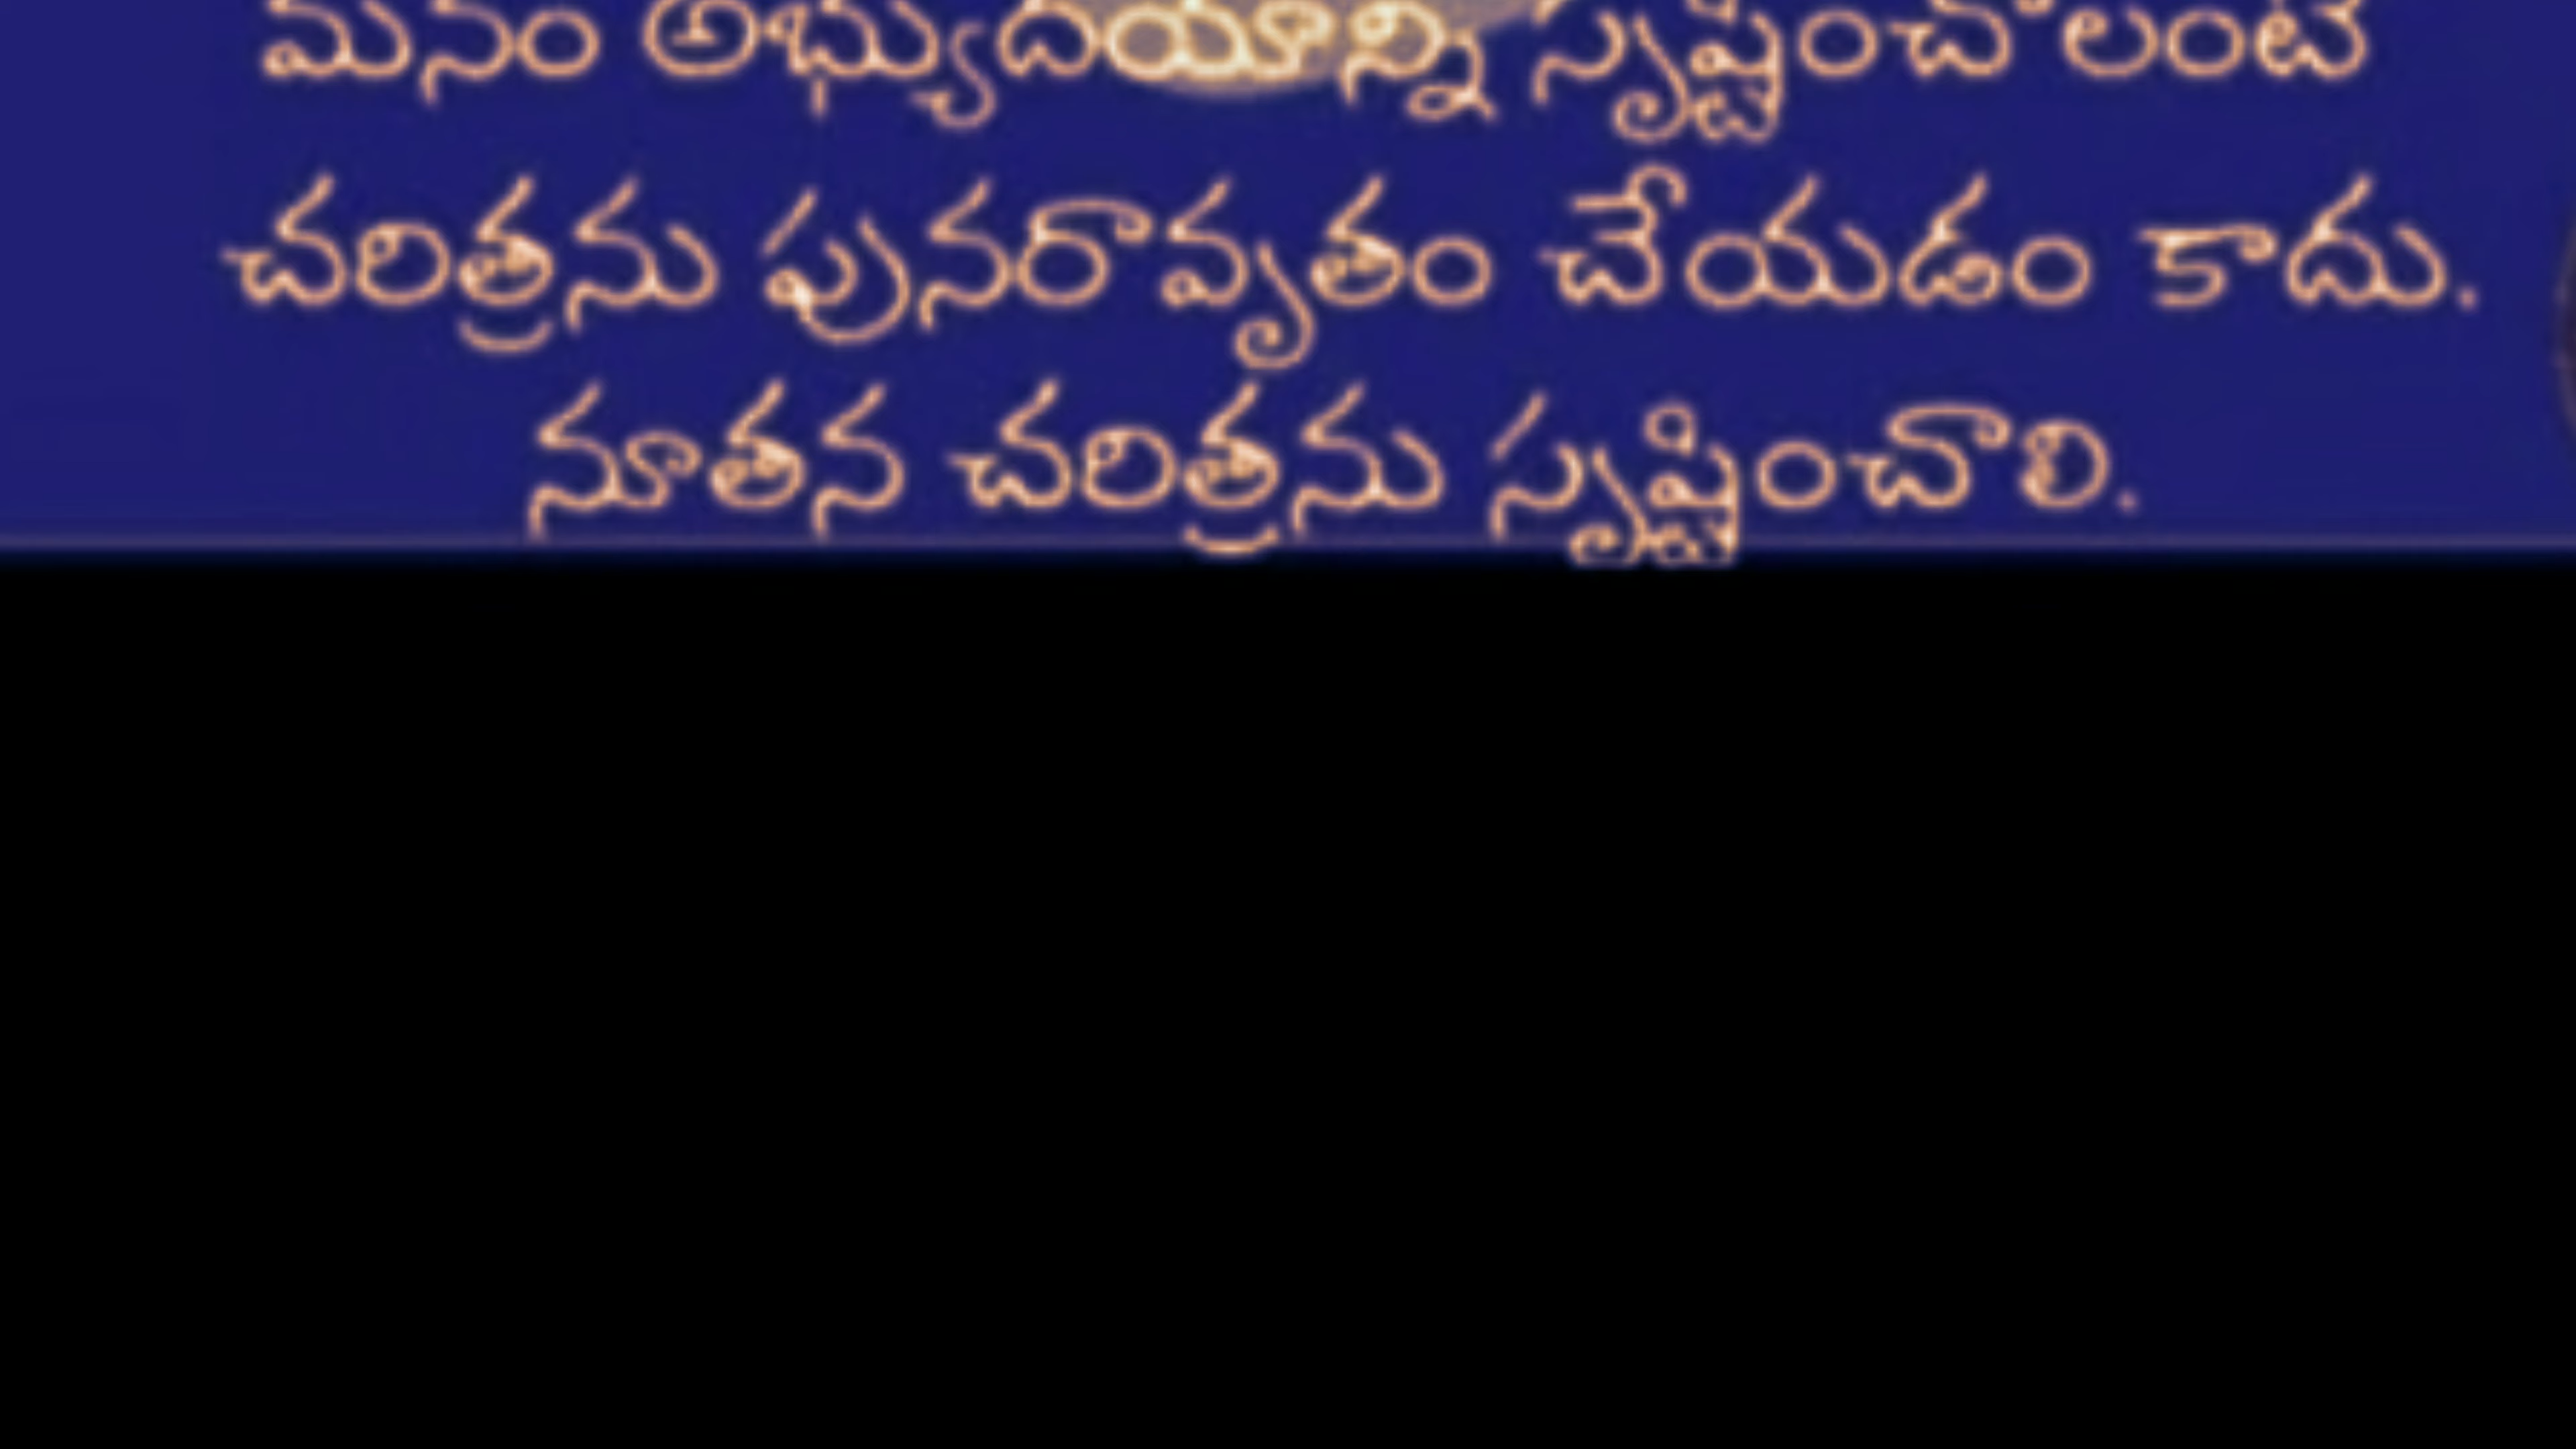 మనం అభ్యుదయాన్ని సృష్టించాలంటే
చరిత్రను పునరావృతం చేయడం కాదు.
నూతన చరిత్రను సృష్టించాలి.